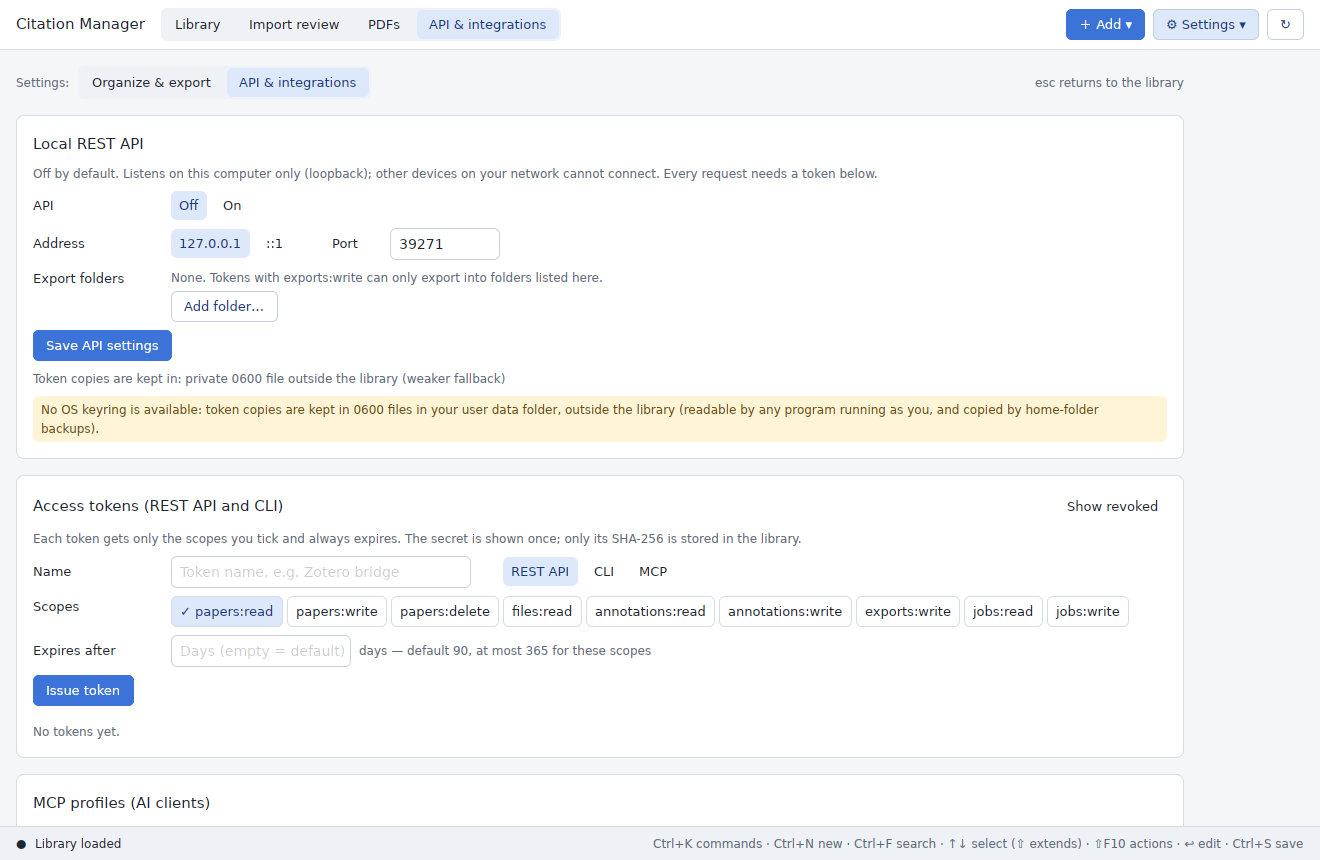 Citation Manager Library Import review PDFs API & integrations + Add ▾ ⚙ Settings ▾ ↻
Settings: Organize & export API & integrations esc returns to the library
Local REST API
Off by default. Listens on this computer only (loopback); other devices on your network cannot connect. Every request needs a token below.
API Off On
Address 127.0.0.1 ::1 Port 39271
Export folders None. Tokens with exports:write can only export into folders listed here.
Add folder...
Save API settings
Token copies are kept in: private 0600 file outside the library (weaker fallback)
No OS keyring is available: token copies are kept in 0600 files in your user data folder, outside the library (readable by any program running as you, and copied by home-folder
backups).
Access tokens (REST API and CLI) Show revoked
Each token gets only the scopes you tick and always expires. The secret is shown once; only its SHA-256 is stored in the library.
Name Token name, e.g. Zotero bridge REST API CLI MCP
Scopes ✓ papers:read papers:write papers:delete files:read annotations:read annotations:write exports:write jobs:read jobs:write
Expires after Days (empty = default) days — default 90, at most 365 for these scopes
Issue token
No tokens yet.
MCP profiles (AI clients)
● Library loaded Ctrl+K commands · Ctrl+N new · Ctrl+F search · ↑↓ select (⇧ extends) · ⇧F10 actions · ↩ edit · Ctrl+S save